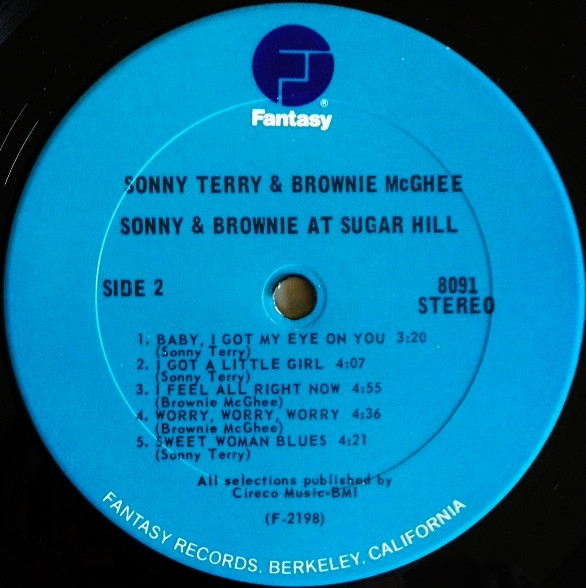 ®
Fantasy
SONNY TERRY & BROWNIE McGHEE
SONNY & BROWNIE AT SUGAR HILL
SIDE 2
8091
STEREO
1. BABY, I GOT MY EYE ON YOU 3:20
(Sonny Terry)
2. I GOT A LITTLE GIRL 4:07
(Sonny Terry)
3. I FEEL ALL RIGHT NOW 4:55
(Brownie McGhee)
4. WORRY, WORRY, WORRY 4:36
(Brownie McGhee)
5. SWEET WOMAN BLUES 4:21
(Sonny Terry)
All selections published by
Cireco Music-BMI
(F-2198)
FANTASY RECORDS, BERKELEY, CALIFORNIA